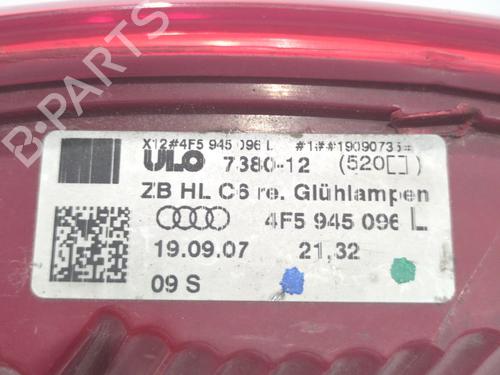 X12#4F5 945 096 L #1##19090735=
ULO 7380-12 (520[])
ZB HL C6 re. Glühlampen
4F5 945 096 L
19.09.07 21,32
09 S
B-PARTS